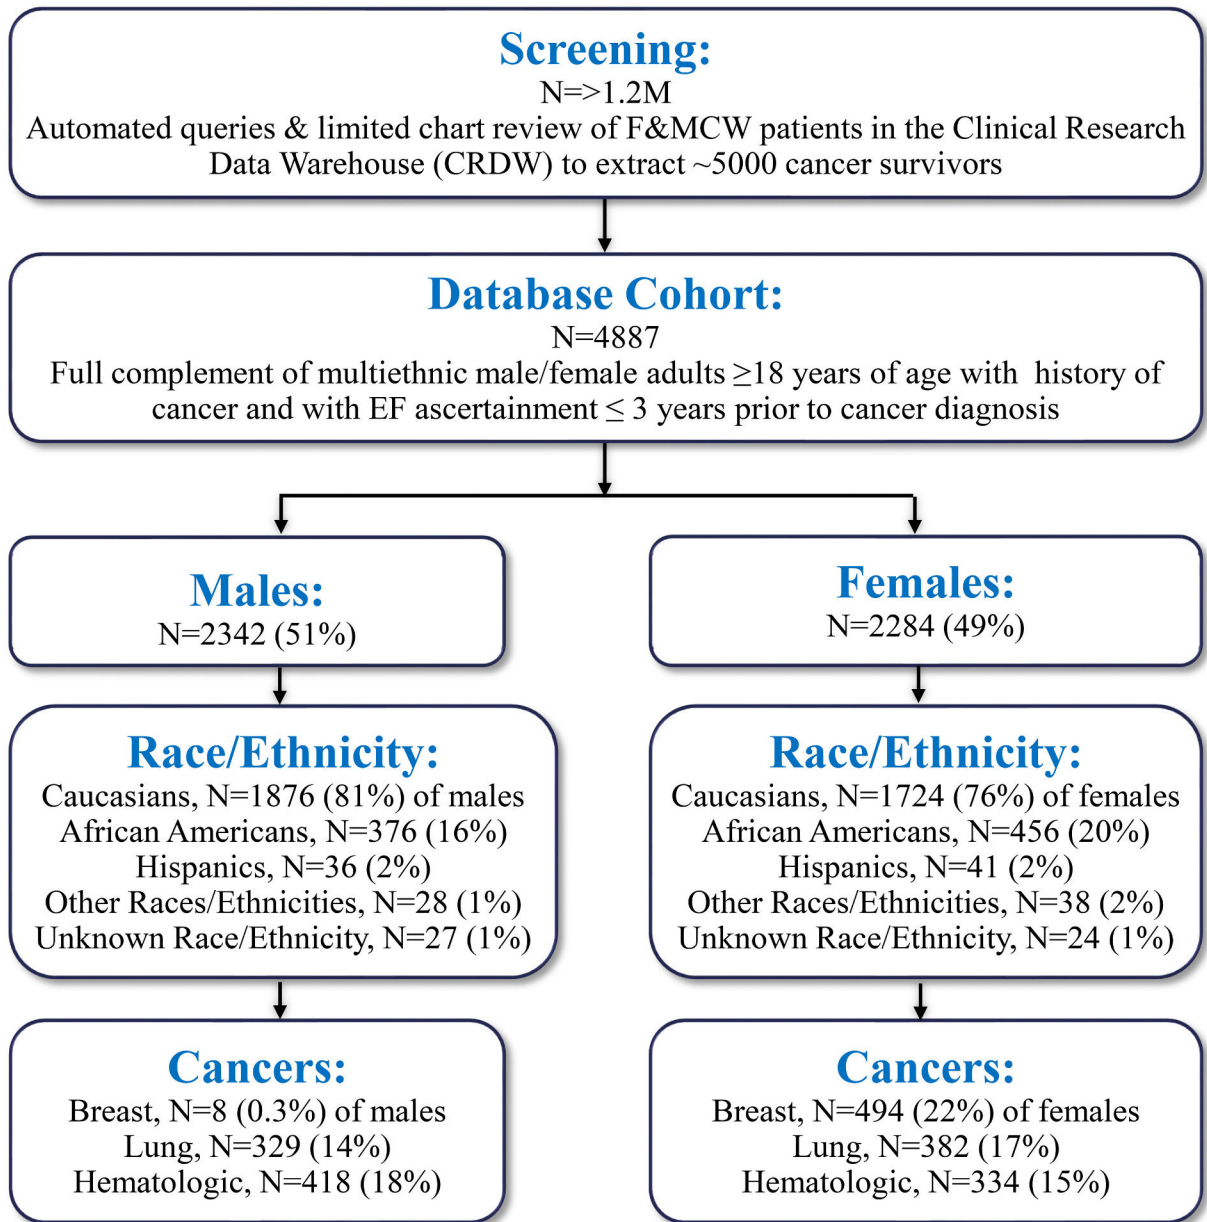 Screening:
N=>1.2M
Automated queries & limited chart review of F&MCW patients in the Clinical Research
Data Warehouse (CRDW) to extract ~5000 cancer survivors
Database Cohort:
N=4887
Full complement of multiethnic male/female adults ≥18 years of age with history of
cancer and with EF ascertainment ≤ 3 years prior to cancer diagnosis
Males:
N=2342 (51%)
Females:
N=2284 (49%)
Race/Ethnicity:
Caucasians, N=1876 (81%) of males
African Americans, N=376 (16%)
Hispanics, N=36 (2%)
Other Races/Ethnicities, N=28 (1%)
Unknown Race/Ethnicity, N=27 (1%)
Race/Ethnicity:
Caucasians, N=1724 (76%) of females
African Americans, N=456 (20%)
Hispanics, N=41 (2%)
Other Races/Ethnicities, N=38 (2%)
Unknown Race/Ethnicity, N=24 (1%)
Cancers:
Breast, N=8 (0.3%) of males
Lung, N=329 (14%)
Hematologic, N=418 (18%)
Cancers:
Breast, N=494 (22%) of females
Lung, N=382 (17%)
Hematologic, N=334 (15%)